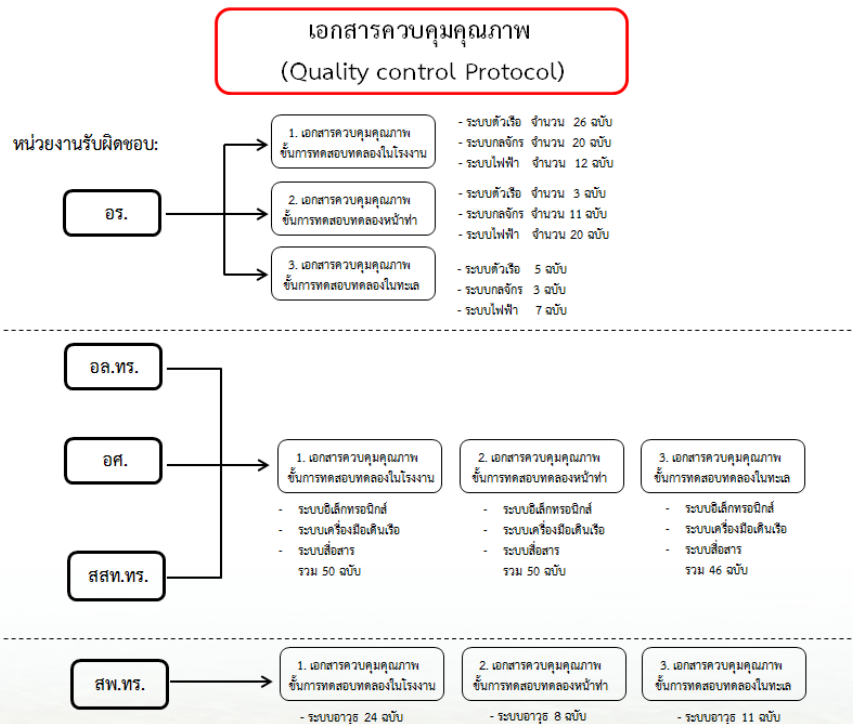 เอกสารควบคุมคุณภาพ
(Quality control Protocol)
หน่วยงานรับผิดชอบ:
อร.
1. เอกสารควบคุมคุณภาพ
ขั้นการทดสอบทดลองในโรงงาน
- ระบบตัวเรือ จำนวน 26 ฉบับ
- ระบบกลจักร จำนวน 20 ฉบับ
- ระบบไฟฟ้า จำนวน 12 ฉบับ
2. เอกสารควบคุมคุณภาพ
ขั้นการทดสอบทดลองหน้าท่า
- ระบบตัวเรือ จำนวน 3 ฉบับ
- ระบบกลจักร จำนวน 11 ฉบับ
- ระบบไฟฟ้า จำนวน 20 ฉบับ
3. เอกสารควบคุมคุณภาพ
ขั้นการทดสอบทดลองในทะเล
- ระบบตัวเรือ 5 ฉบับ
- ระบบกลจักร 3 ฉบับ
- ระบบไฟฟ้า 7 ฉบับ
อล.ทร.
อศ.
สสท.ทร.
1. เอกสารควบคุมคุณภาพ
ขั้นการทดสอบทดลองในโรงงาน
- ระบบอิเล็กทรอนิกส์
- ระบบเครื่องมือเดินเรือ
- ระบบสื่อสาร
รวม 50 ฉบับ
2. เอกสารควบคุมคุณภาพ
ขั้นการทดสอบทดลองหน้าท่า
- ระบบอิเล็กทรอนิกส์
- ระบบเครื่องมือเดินเรือ
- ระบบสื่อสาร
รวม 50 ฉบับ
3. เอกสารควบคุมคุณภาพ
ขั้นการทดสอบทดลองในทะเล
- ระบบอิเล็กทรอนิกส์
- ระบบเครื่องมือเดินเรือ
- ระบบสื่อสาร
รวม 46 ฉบับ
สพ.ทร.
1. เอกสารควบคุมคุณภาพ
ขั้นการทดสอบทดลองในโรงงาน
- ระบบอาวุธ 24 ฉบับ
2. เอกสารควบคุมคุณภาพ
ขั้นการทดสอบทดลองหน้าท่า
- ระบบอาวุธ 8 ฉบับ
3. เอกสารควบคุมคุณภาพ
ขั้นการทดสอบทดลองในทะเล
- ระบบอาวุธ 11 ฉบับ